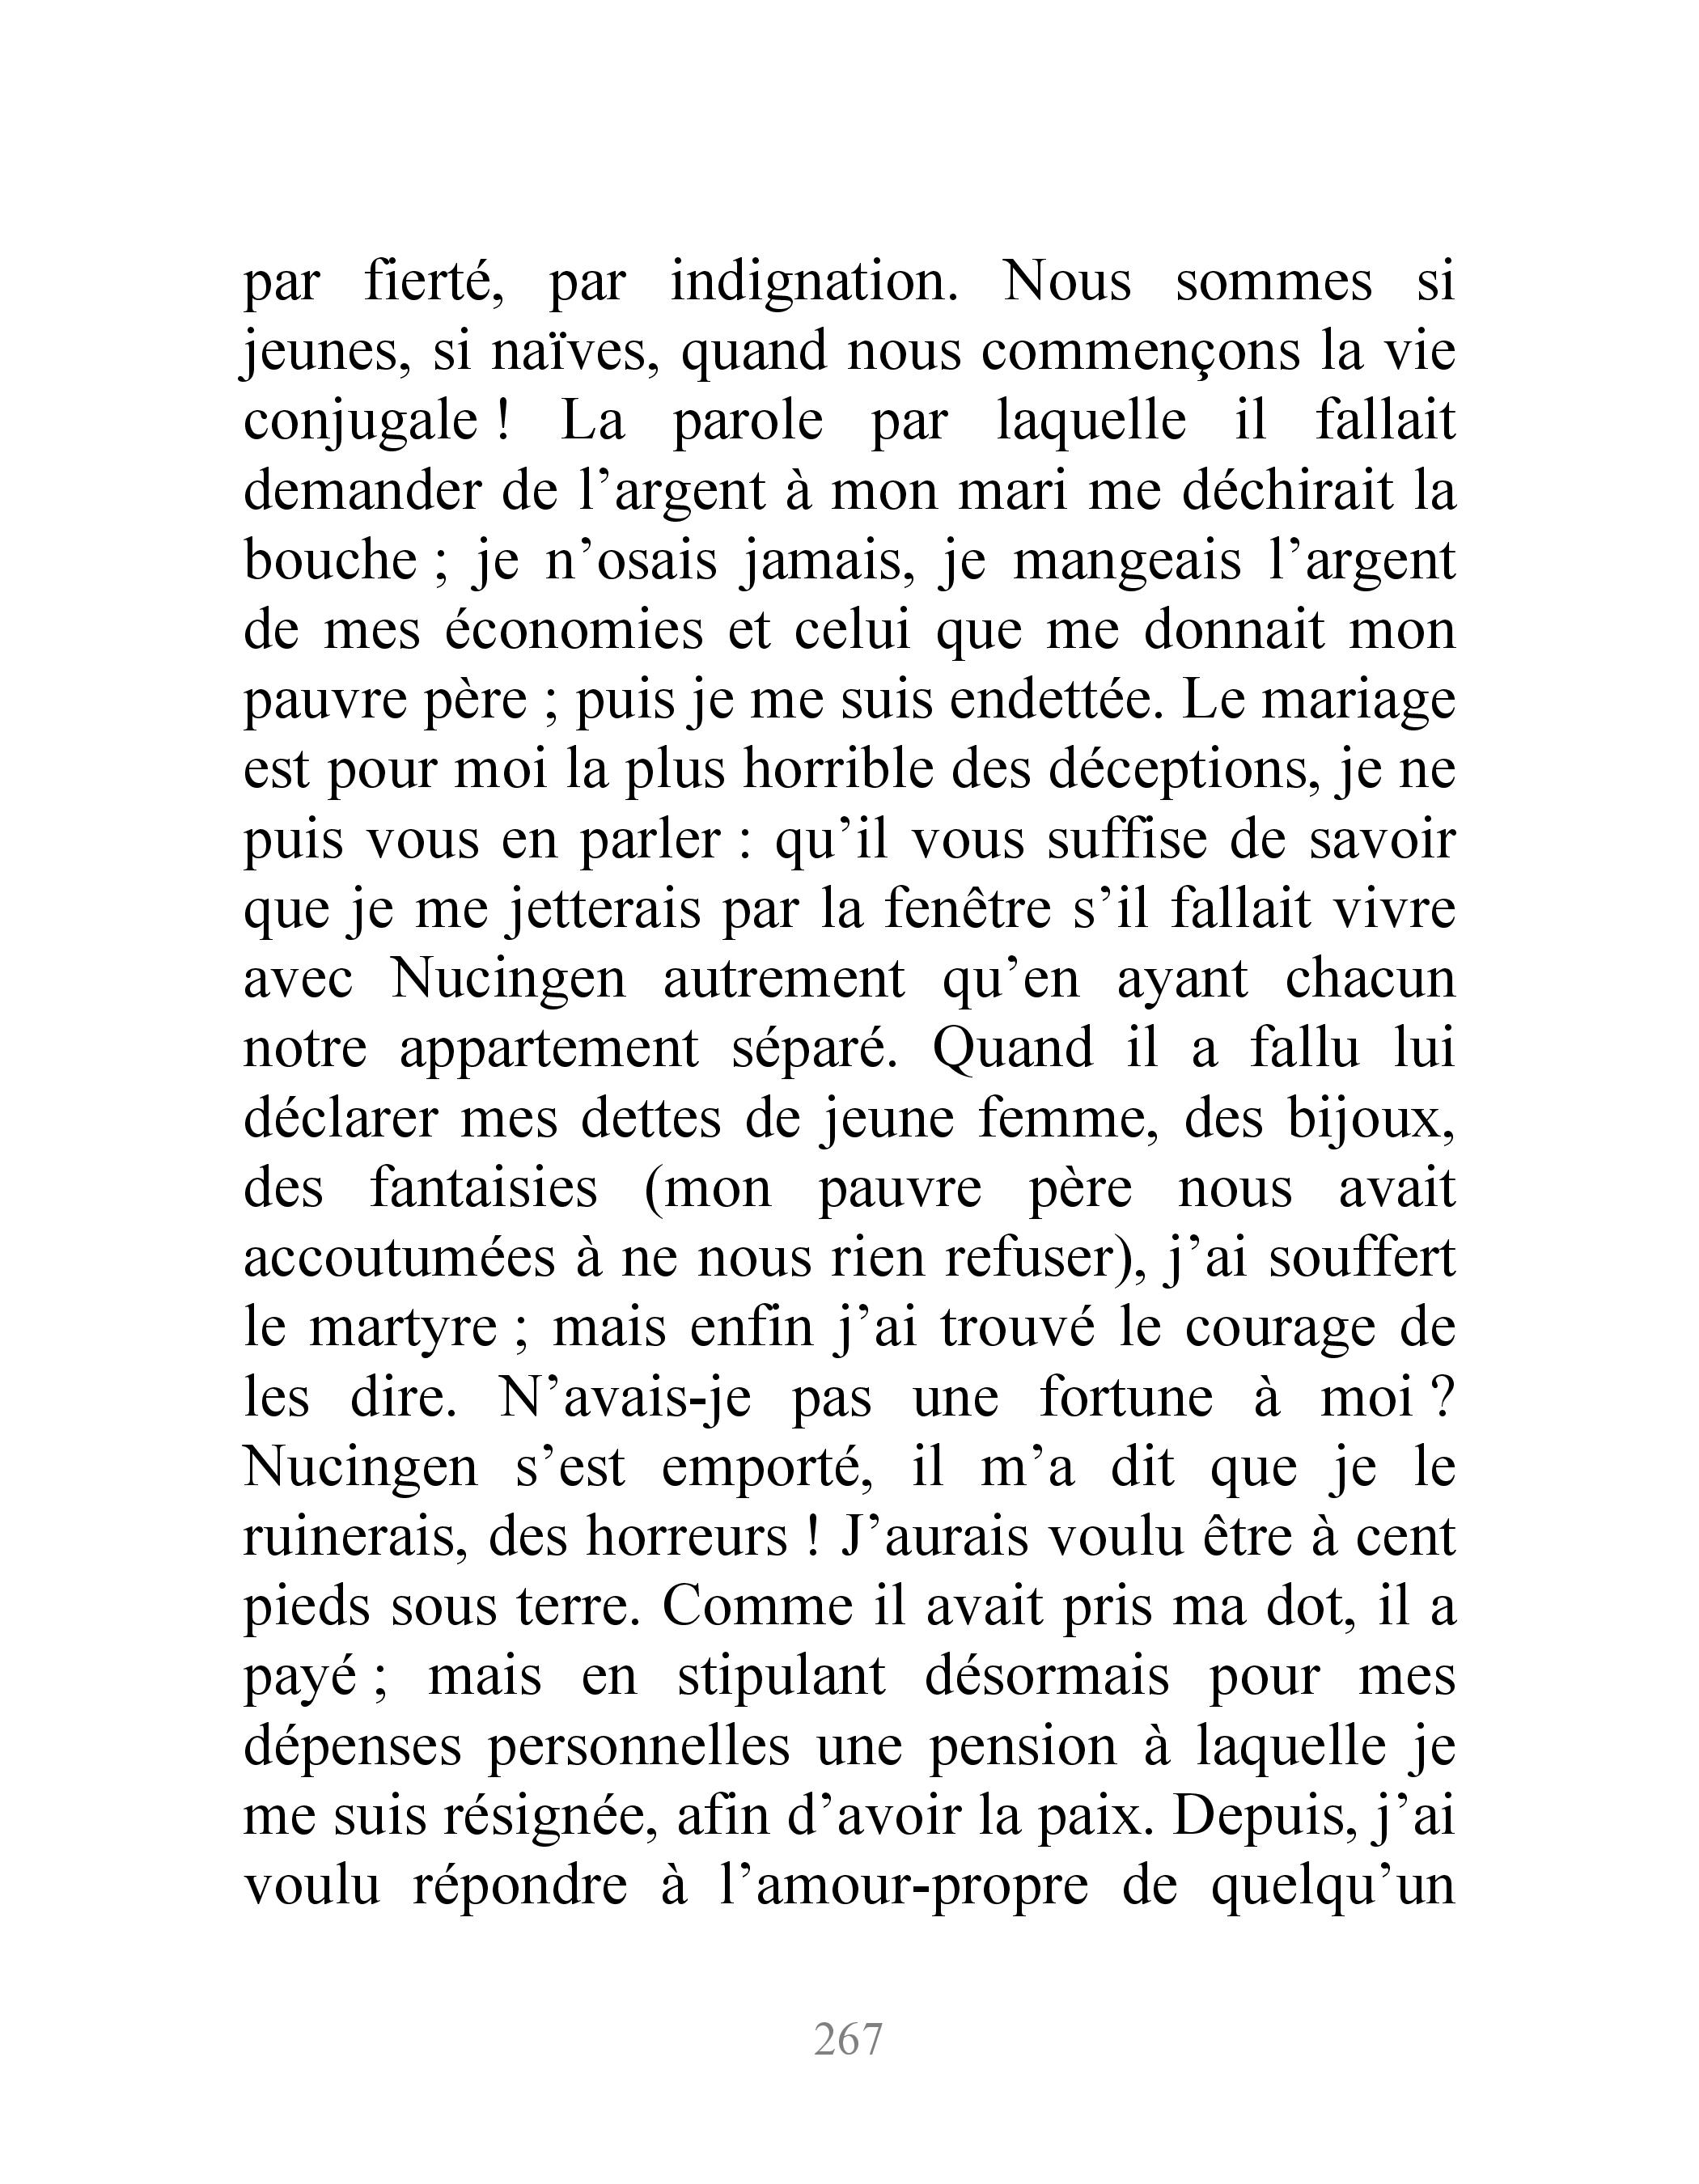 par fierté, par indignation. Nous sommes si
jeunes, si naïves, quand nous commençons la vie
conjugale ! La parole par laquelle il fallait
demander de l’argent à mon mari me déchirait la
bouche ; je n’osais jamais, je mangeais l’argent
de mes économies et celui que me donnait mon
pauvre père ; puis je me suis endettée. Le mariage
est pour moi la plus horrible des déceptions, je ne
puis vous en parler : qu’il vous suffise de savoir
que je me jetterais par la fenêtre s’il fallait vivre
avec Nucingen autrement qu’en ayant chacun
notre appartement séparé. Quand il a fallu lui
déclarer mes dettes de jeune femme, des bijoux,
des fantaisies (mon pauvre père nous avait
accoutumées à ne nous rien refuser), j’ai souffert
le martyre ; mais enfin j’ai trouvé le courage de
les dire. N’avais-je pas une fortune à moi ?
Nucingen s’est emporté, il m’a dit que je le
ruinerais, des horreurs ! J’aurais voulu être à cent
pieds sous terre. Comme il avait pris ma dot, il a
payé ; mais en stipulant désormais pour mes
dépenses personnelles une pension à laquelle je
me suis résignée, afin d’avoir la paix. Depuis, j’ai
voulu répondre à l’amour-propre de quelqu’un
267